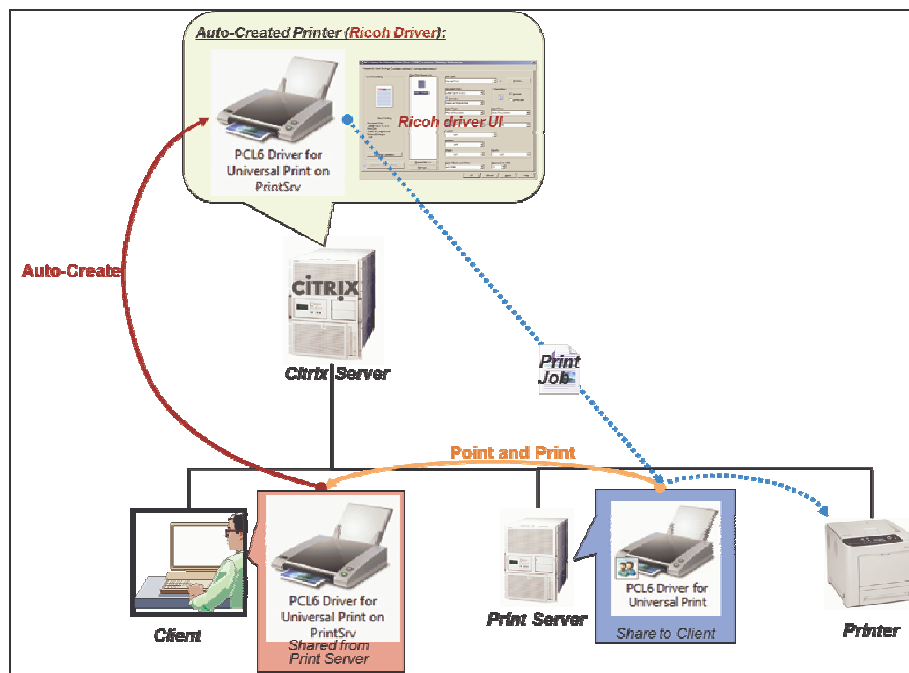 Auto-Created Printer (Ricoh Driver):
Ricoh driver UI
PCL6 Driver for
Universal Print on
PrintSrv
Auto-Create
CITRIX
Citrix Server
Print
Job
Point and Print
PCL6 Driver for
Universal Print on
PrintSrv
Shared from
Print Server
Client
Print Server
PCL6 Driver for
Universal Print
Share to Client
Printer